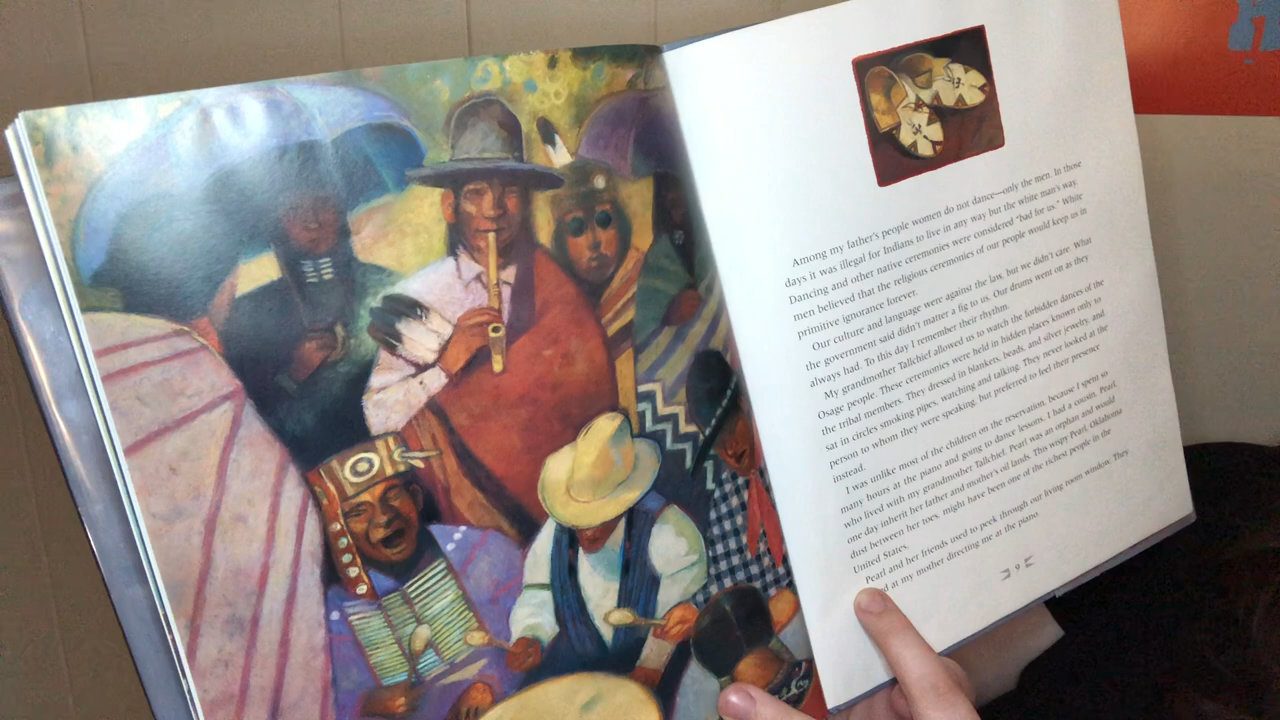 Among my father's people women do not dance—only the men. In those
days it was illegal for Indians to live in any way but the white man's way.
Dancing and other native ceremonies were considered "bad for us." White
men believed that the religious ceremonies of our people would keep us in
primitive ignorance forever.
Our culture and language were against the law, but we didn't care. What
the government said didn't matter a fig to us. Our drums went on as they
always had. To this day I remember their rhythm.
My grandmother Tallchief allowed us to watch the forbidden dances of the
Osage people. These ceremonies were held in hidden places known only to
the tribal members. They dressed in blankets, beads, and silver jewelry, and
sat in circles smoking pipes, watching and talking. They never looked at the
person to whom they were speaking, but preferred to feel their presence
instead.
I was unlike most of the children on the reservation, because I spent so
many hours at the piano and going to dance lessons. I had a cousin, Pearl,
who lived with my grandmother Tallchief. Pearl was an orphan and would
one day inherit her father and mother's oil lands. This wispy Pearl, Oklahoma
dust between her toes, might have been one of the richest people in the
United States.
Pearl and her friends used to peek through our living room window. They
at my mother directing me at the piano.
9